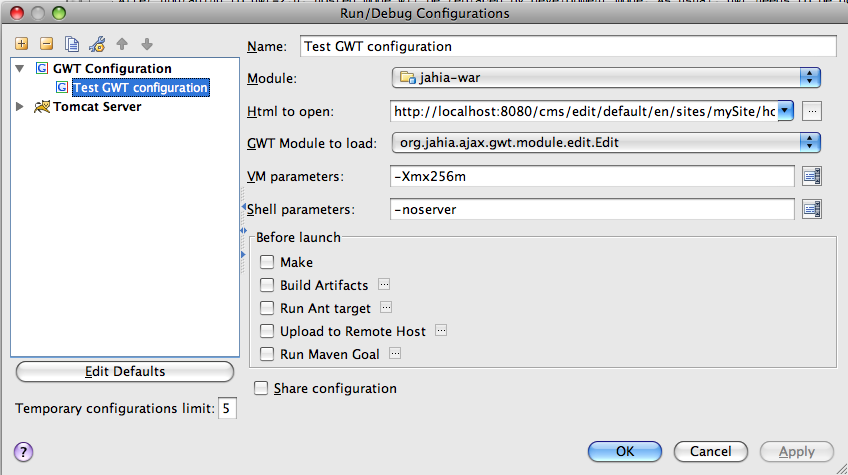 Run/Debug Configurations
Name: Test GWT configuration
GWT Configuration
Test GWT configuration
Tomcat Server
Module: jahia-war
Html to open: http://localhost:8080/cms/edit/default/en/sites/mySite/hc
GWT Module to load: org.jahia.ajax.gwt.module.edit.Edit
VM parameters: -Xmx256m
Shell parameters: -noserver
Before launch
Make
Build Artifacts ...
Run Ant target ...
Upload to Remote Host ...
Run Maven Goal ...
Edit Defaults
Share configuration
Temporary configurations limit: 5
? OK Cancel Apply